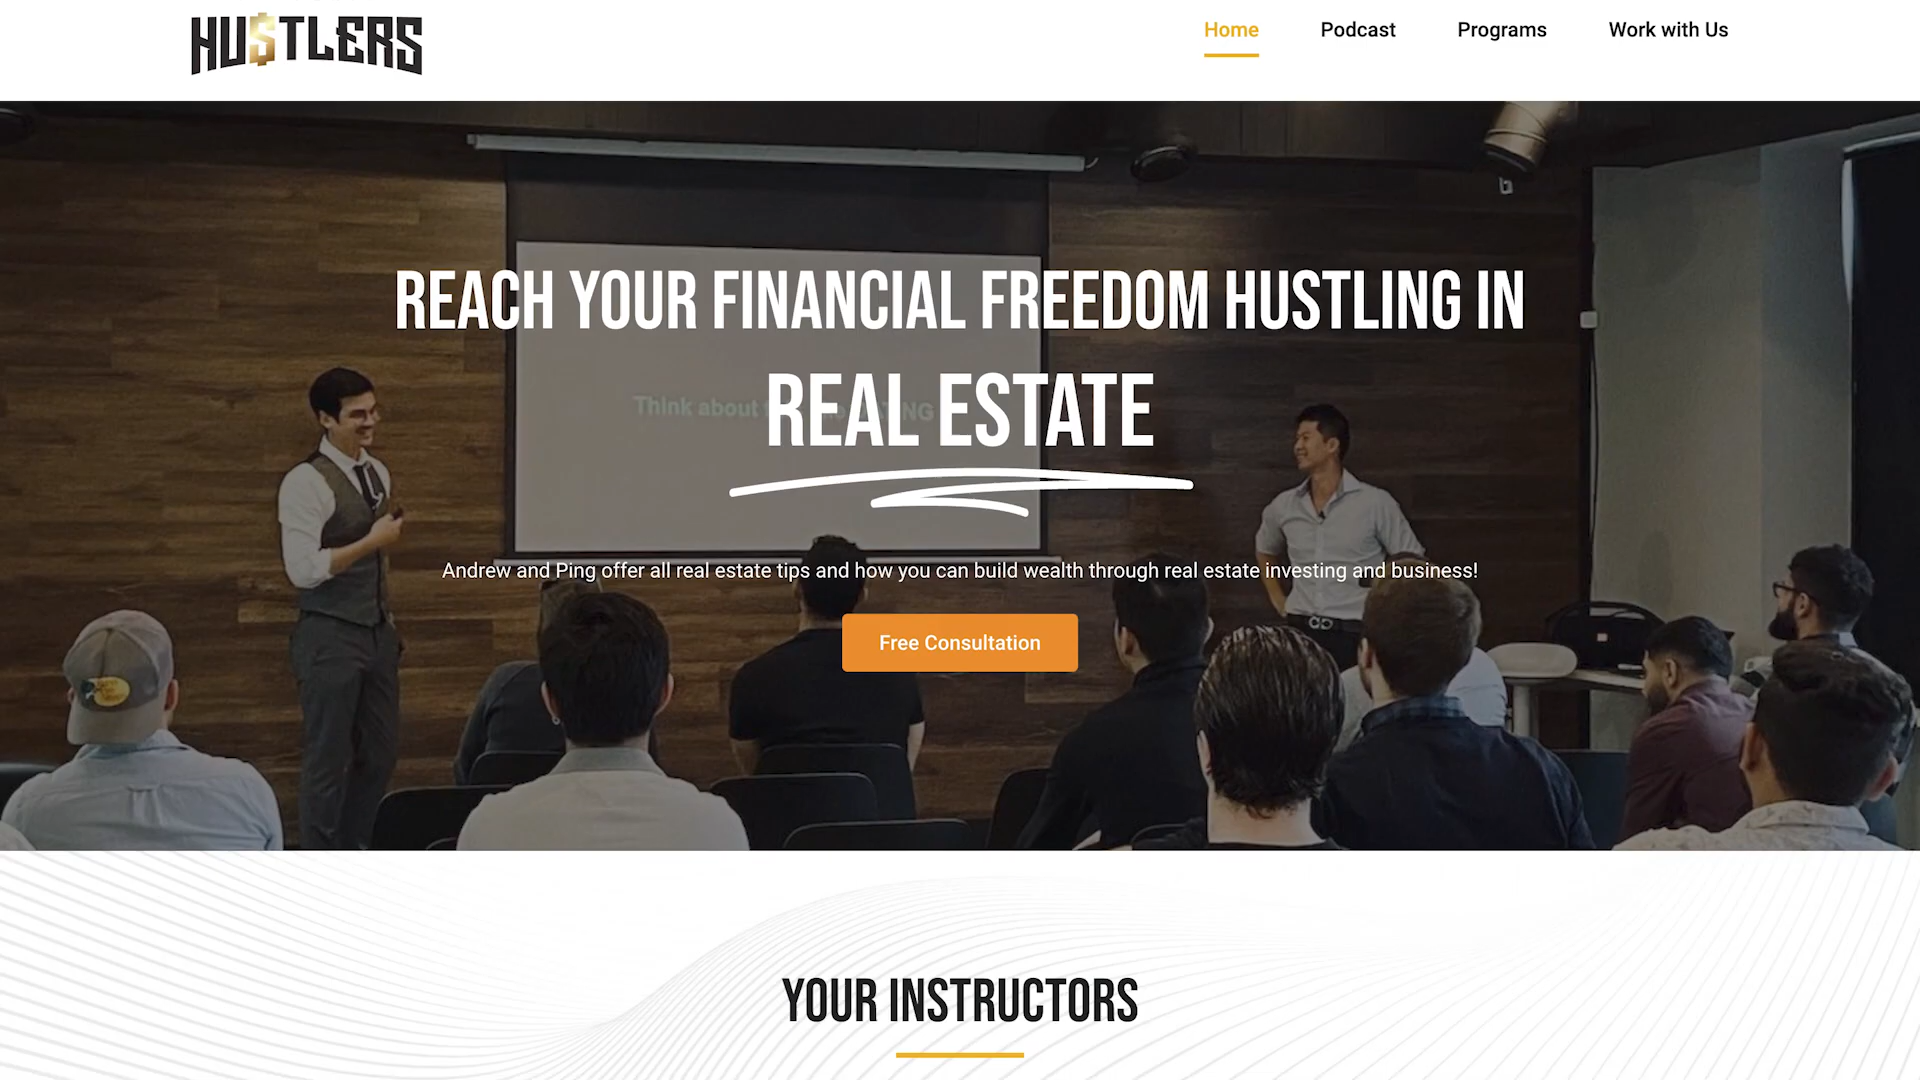 HU$TLERS
Home
Podcast
Programs
Work with Us
REACH YOUR FINANCIAL FREEDOM HUSTLING IN
REAL ESTATE
Think about
Andrew and Ping offer all real estate tips and how you can build wealth through real estate investing and business!
Free Consultation
YOUR INSTRUCTORS